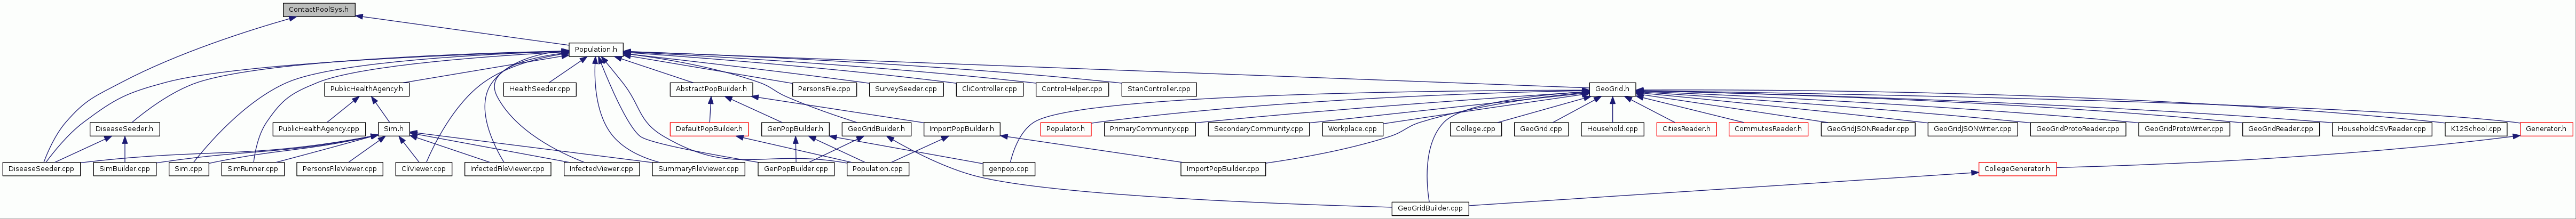 ContactPoolSys.h
Population.h
PublicHealthAgency.h
HealthSeeder.cpp
AbstractPopBuilder.h
PersonsFile.cpp
SurveySeeder.cpp
CliController.cpp
ControlHelper.cpp
StanController.cpp
GeoGrid.h
DiseaseSeeder.h
PublicHealthAgency.cpp
Sim.h
DefaultPopBuilder.h
GenPopBuilder.h
GeoGridBuilder.h
ImportPopBuilder.h
Populator.h
PrimaryCommunity.cpp
SecondaryCommunity.cpp
Workplace.cpp
College.cpp
GeoGrid.cpp
Household.cpp
CitiesReader.h
CommutesReader.h
GeoGridJSONReader.cpp
GeoGridJSONWriter.cpp
GeoGridProtoReader.cpp
GeoGridProtoWriter.cpp
GeoGridReader.cpp
HouseholdCSVReader.cpp
K12School.cpp
Generator.h
DiseaseSeeder.cpp
SimBuilder.cpp
Sim.cpp
SimRunner.cpp
PersonsFileViewer.cpp
CliViewer.cpp
InfectedFileViewer.cpp
InfectedViewer.cpp
SummaryFileViewer.cpp
GenPopBuilder.cpp
Population.cpp
genpop.cpp
ImportPopBuilder.cpp
CollegeGenerator.h
GeoGridBuilder.cpp